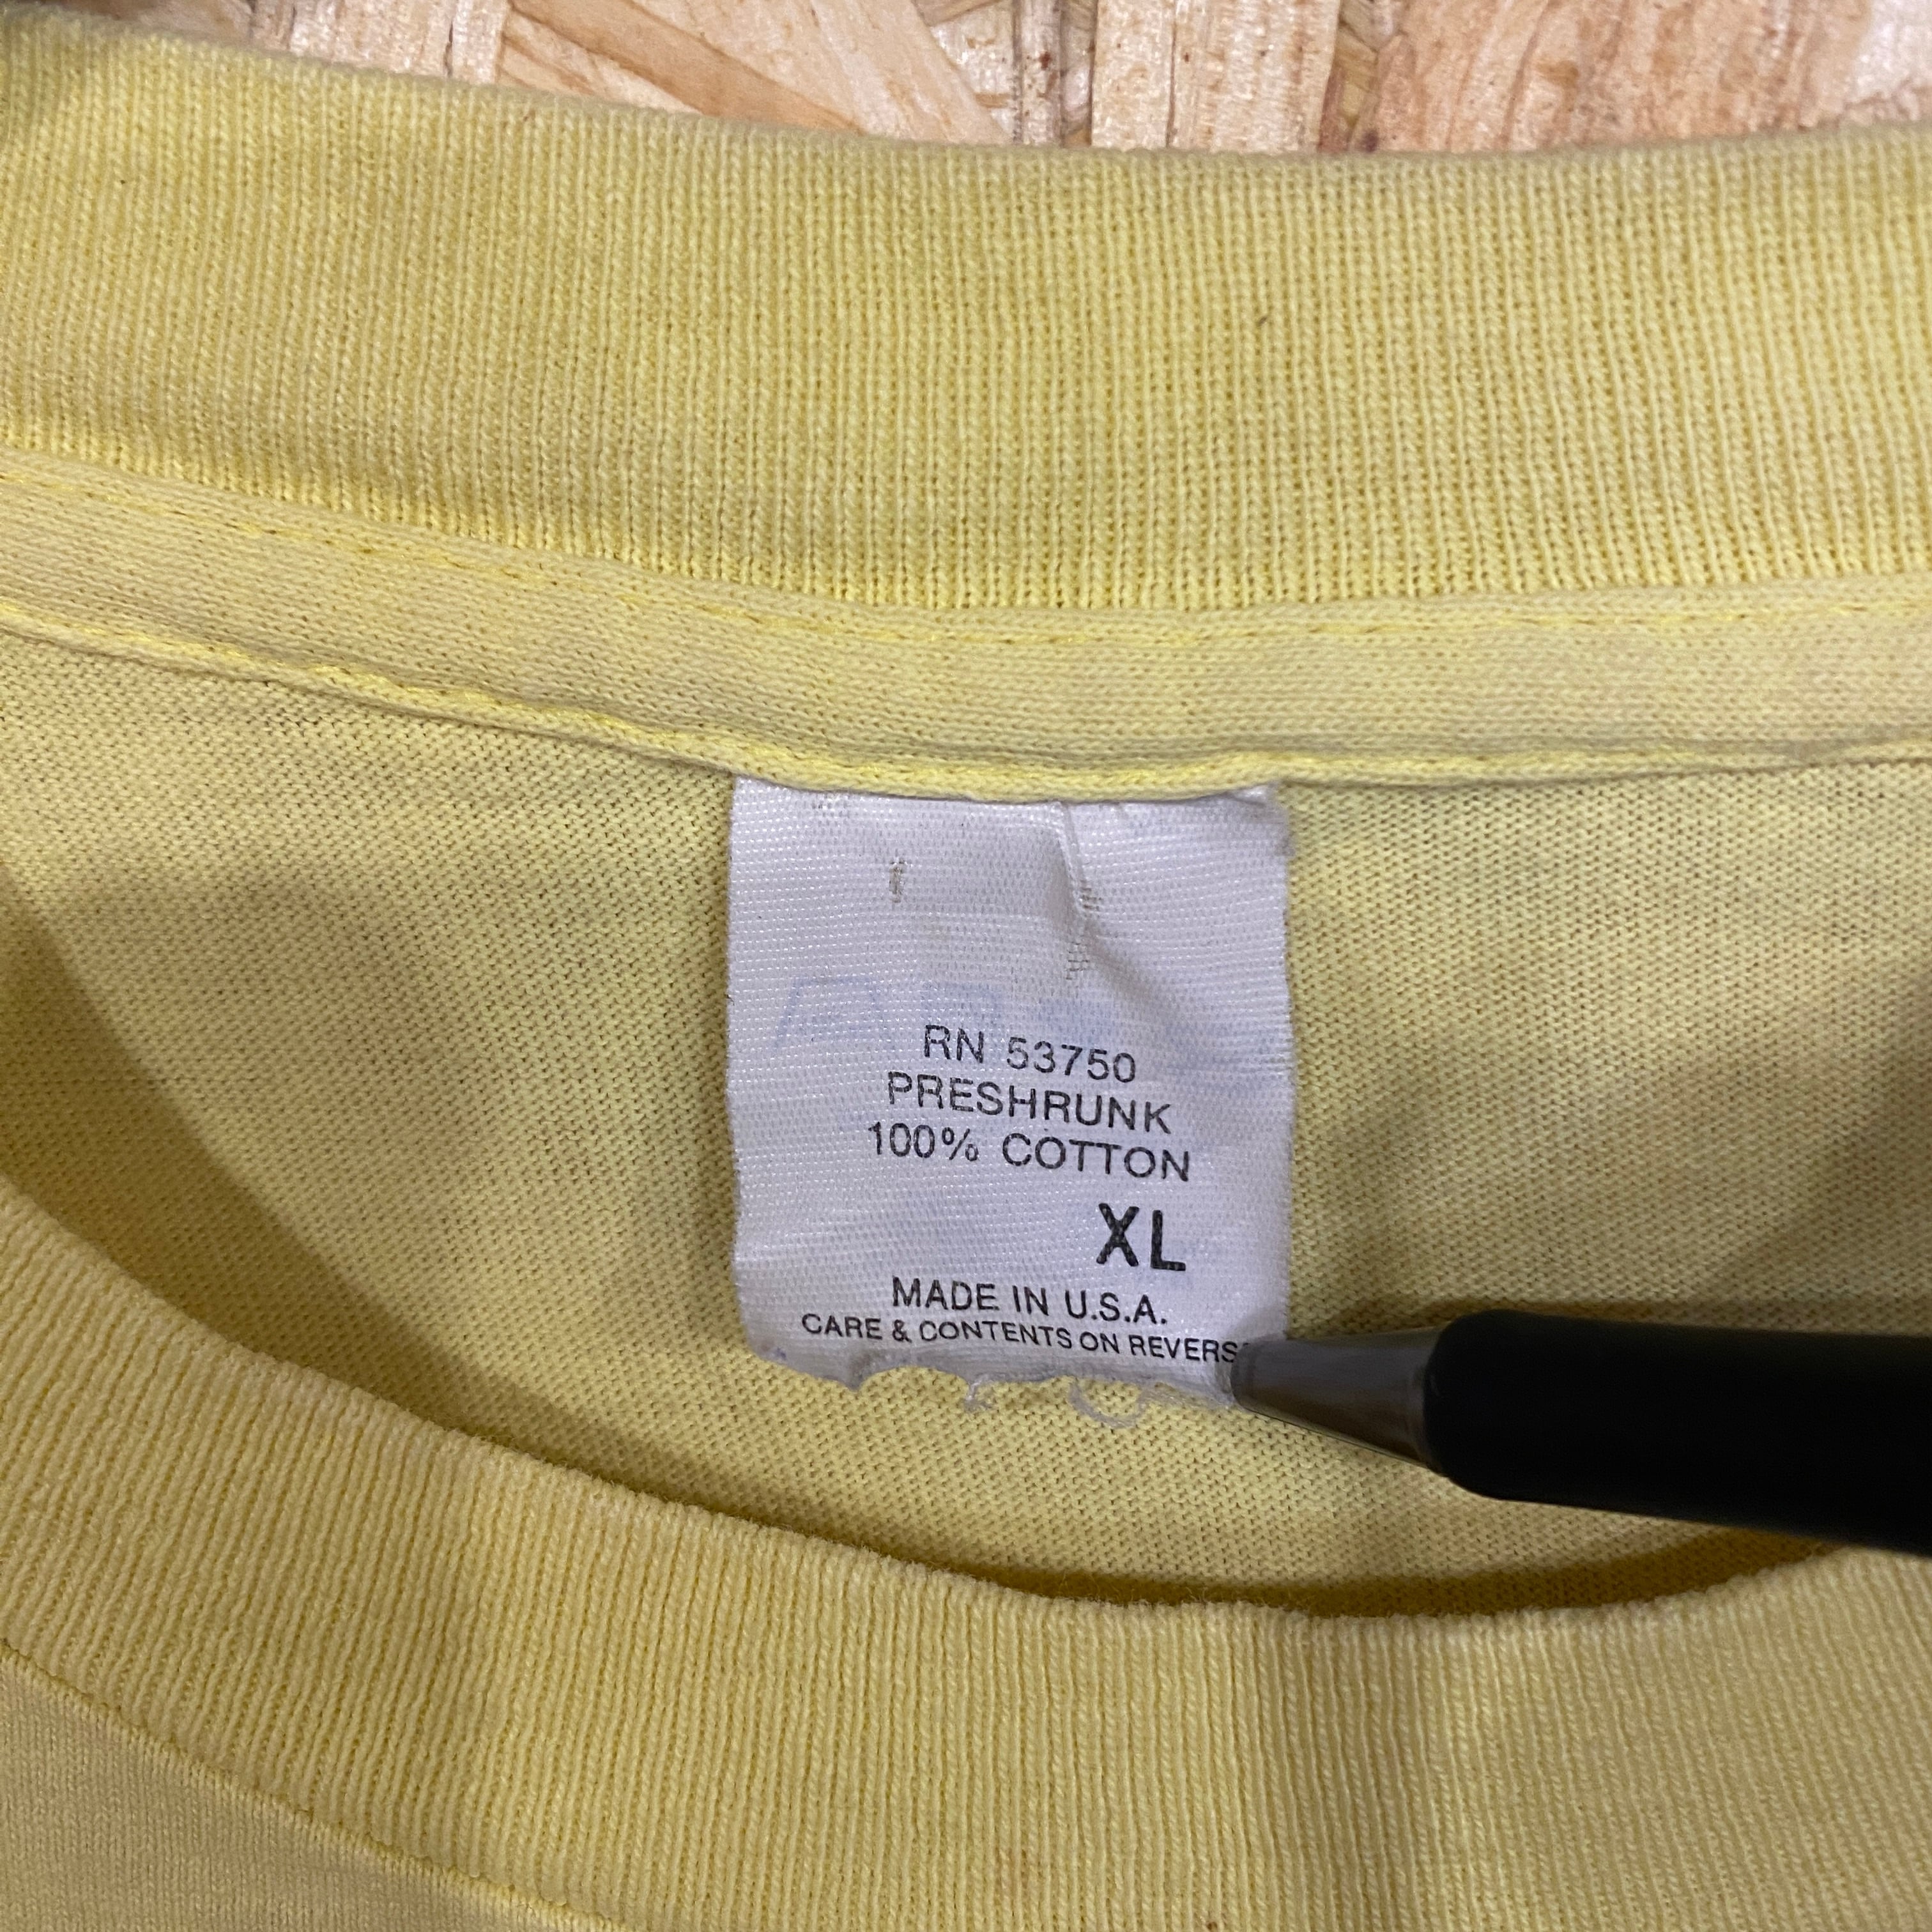 RN 53750
PRESHRUNK
100% COTTON
XL
MADE IN U.S.A.
CARE & CONTENTS ON REVERS